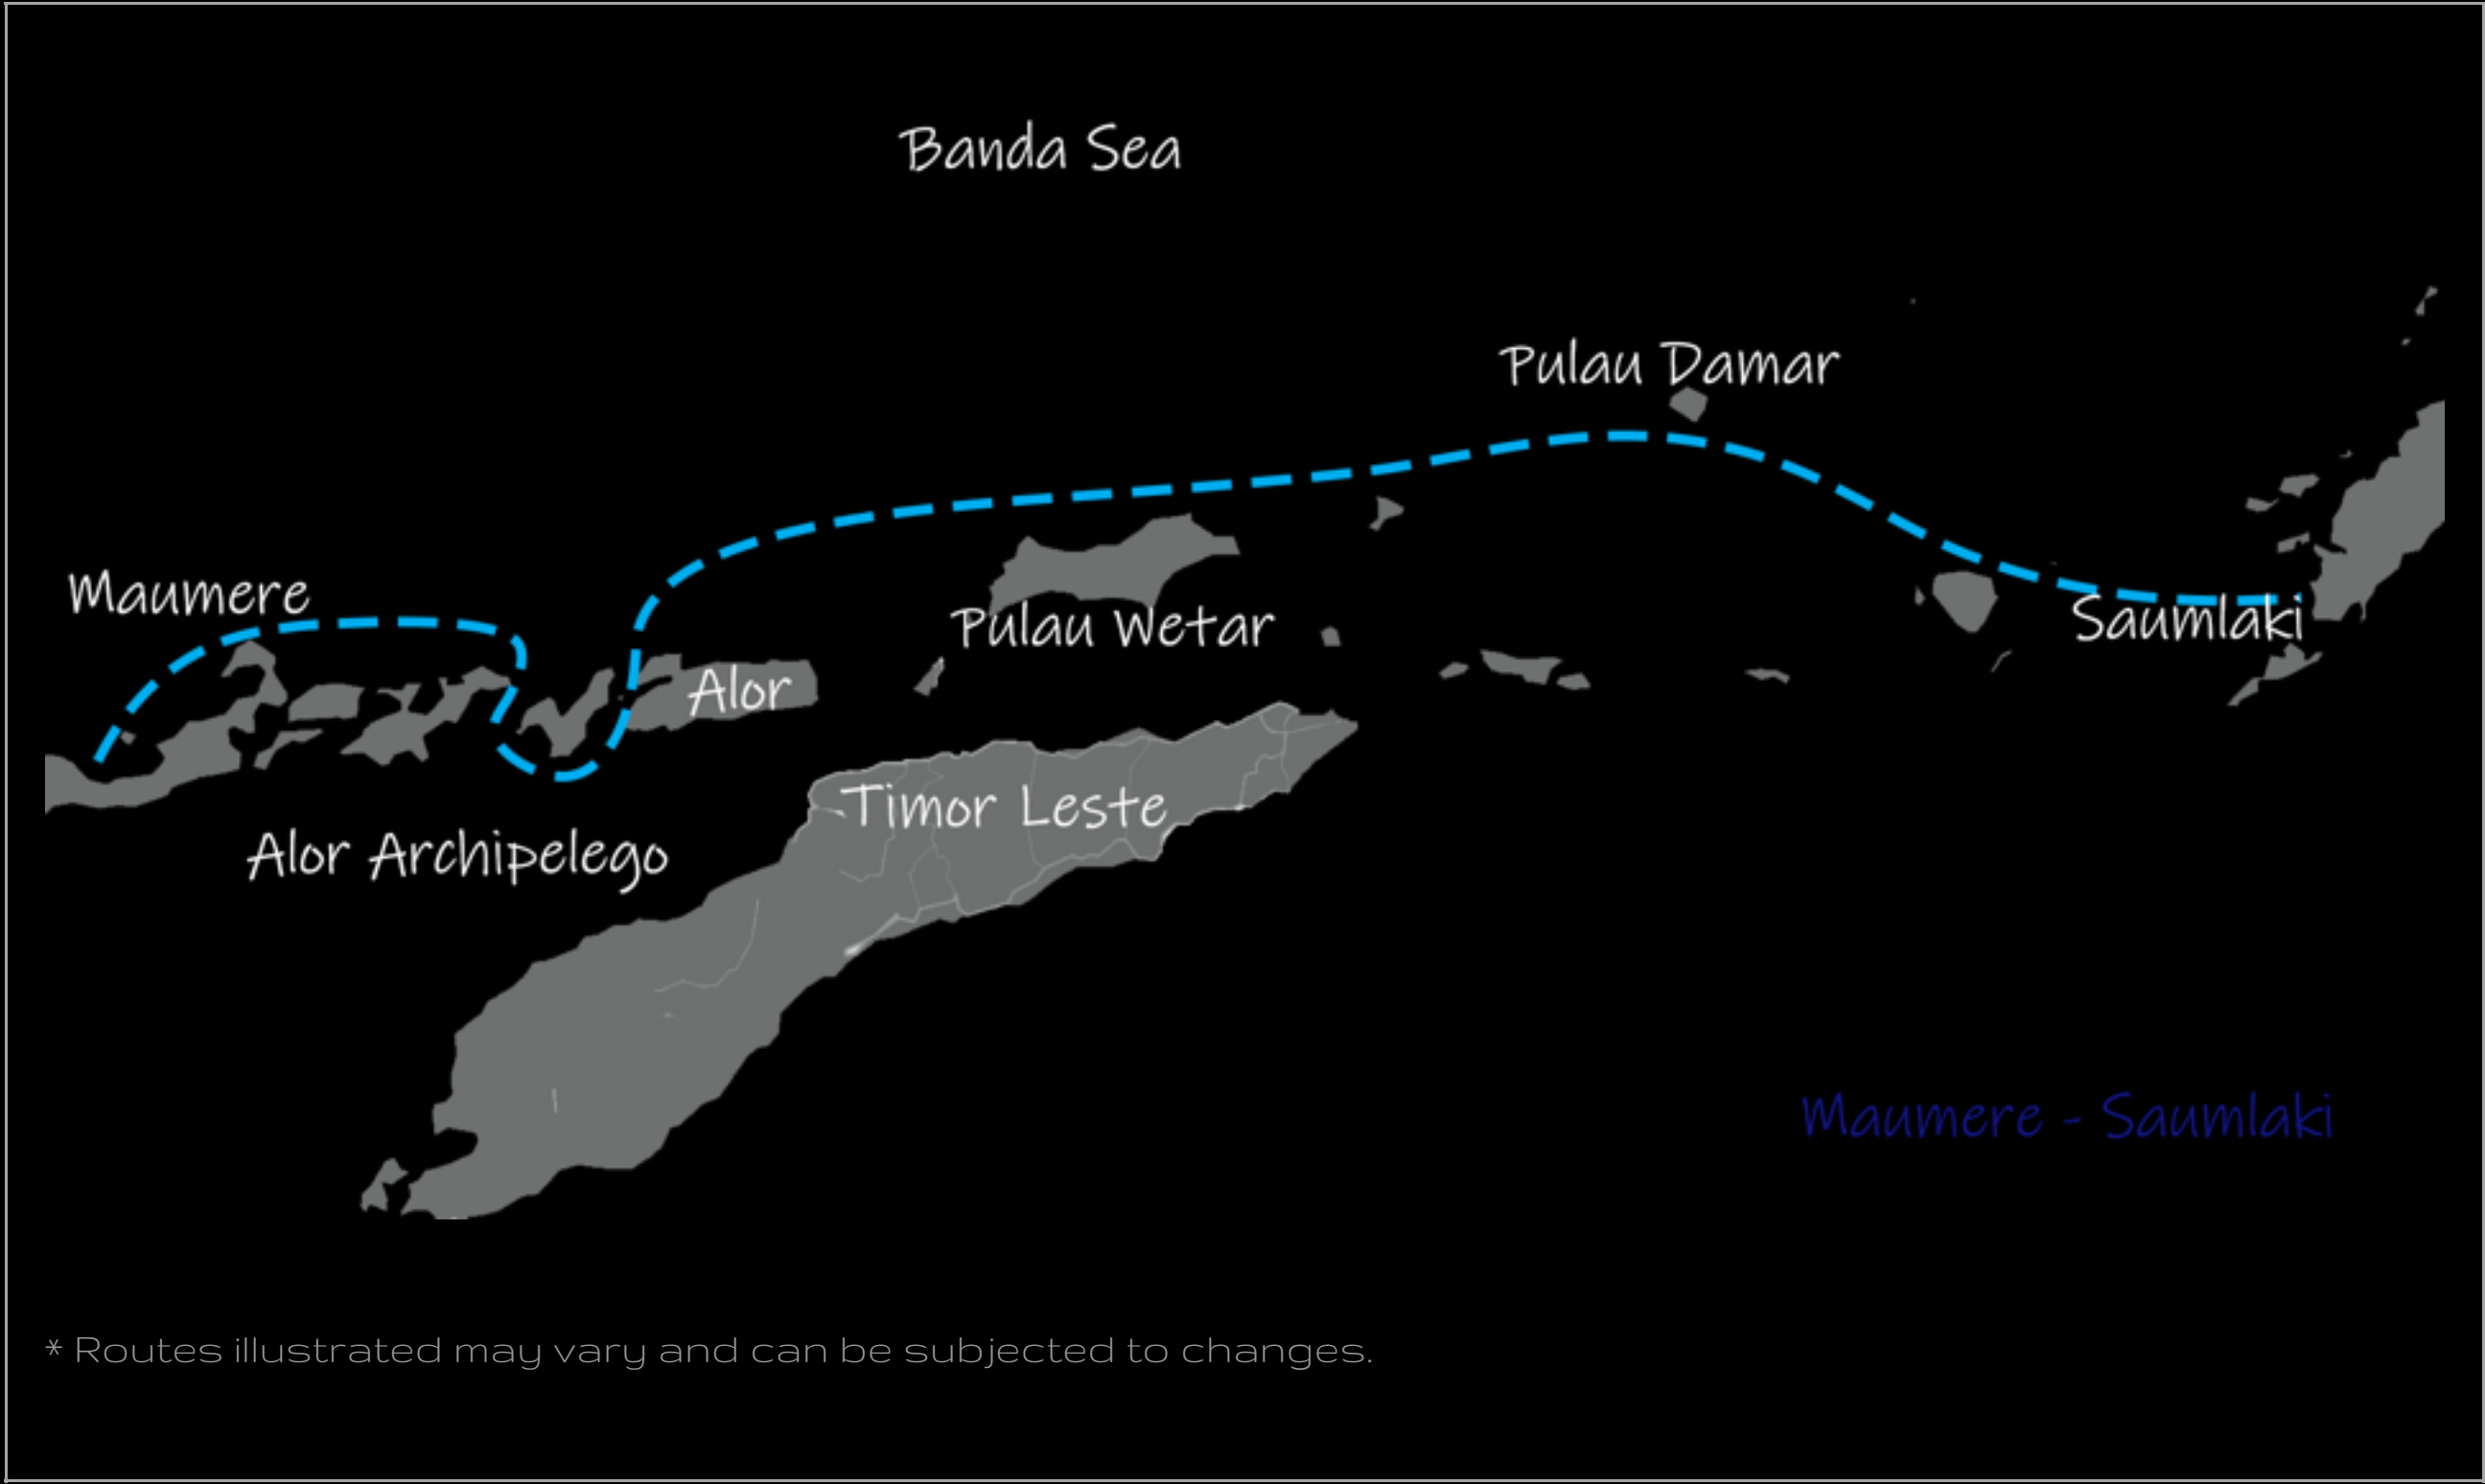 Banda Sea
Pulau Damar
Maumere
Pulau Wetar
Saumlaki
Alor
Timor Leste
Alor Archipelego
Maumere - Saumlaki
* Routes illustrated may vary and can be subjected to changes.